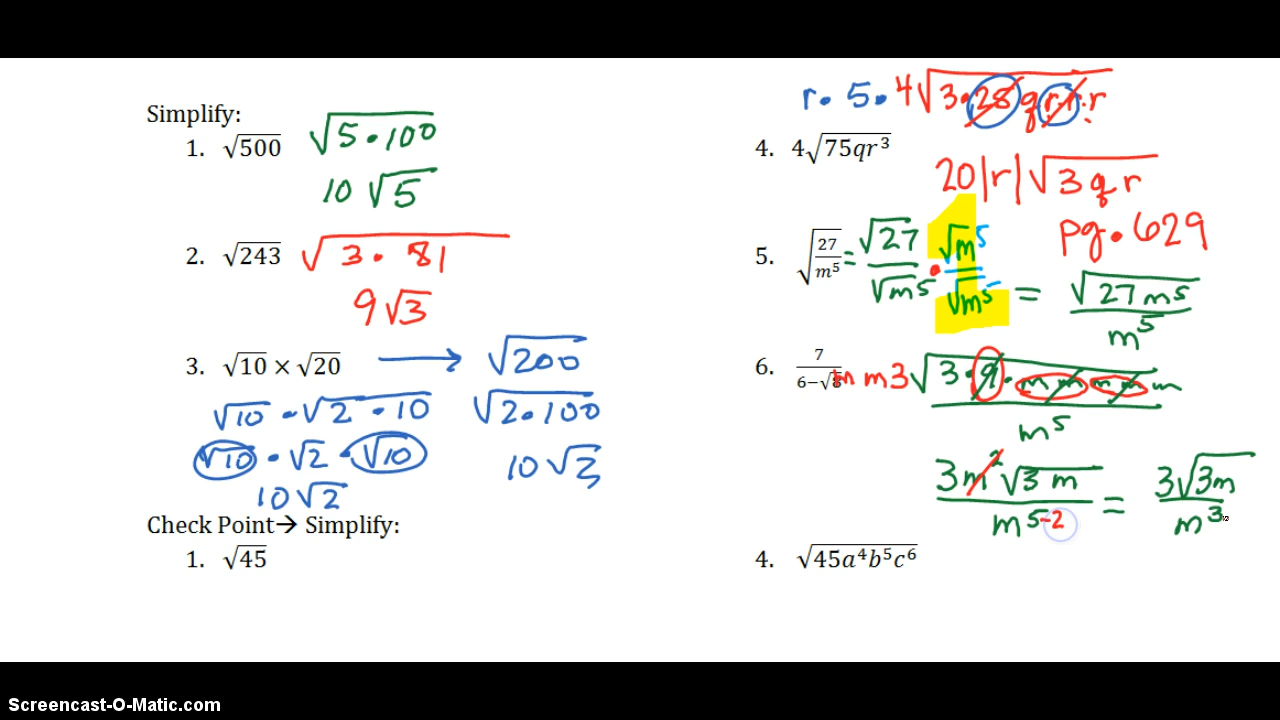 Simplify:
1. √500 √5·100
10√5
2. √243 √3·81
9√3
3. √10 × √20 → √200
√10·√2·10 √2·100
√10·√2·√10 10√2
10√2
Check Point→ Simplify:
1. √45
r·5·4√3·28qr·r·r
4. 4√75qr³
20|r|√3qr
pg. 629
5. √27/m⁵ = √27/√m⁵ · √m⁵/√m⁵ = √27m⁵/m⁵
6. 7/6−√8 m m3√3·9·m m m m m/m⁵
3m²√3m/m⁵⁻² = 3√3m/m³
4. √45a⁴b⁵c⁶
Screencast-O-Matic.com